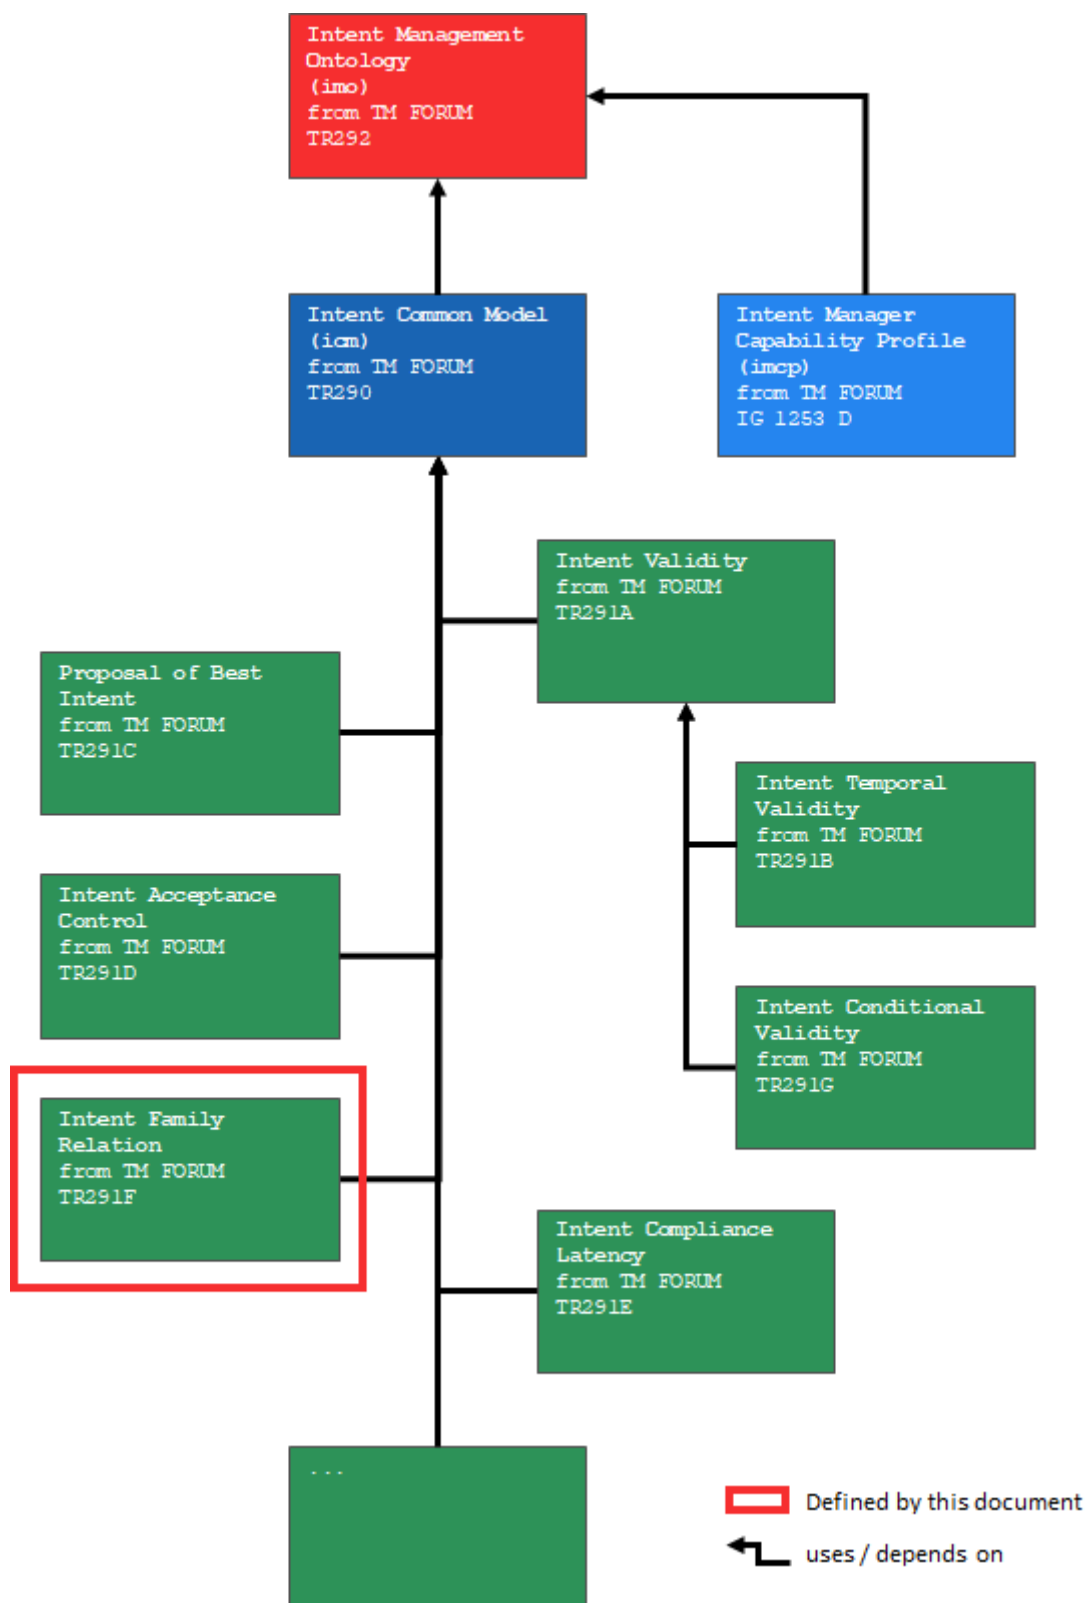 Intent Management
Ontology
(imo)
from TM FORUM
TR292
Intent Common Model
(icm)
from TM FORUM
TR290
Intent Manager
Capability Profile
(imcp)
from TM FORUM
IG 1253 D
Intent Validity
from TM FORUM
TR291A
Proposal of Best
Intent
from TM FORUM
TR291C
Intent Temporal
Validity
from TM FORUM
TR291B
Intent Acceptance
Control
from TM FORUM
TR291D
Intent Conditional
Validity
from TM FORUM
TR291G
Intent Family
Relation
from TM FORUM
TR291F
Intent Compliance
Latency
from TM FORUM
TR291E
...
Defined by this document
uses / depends on